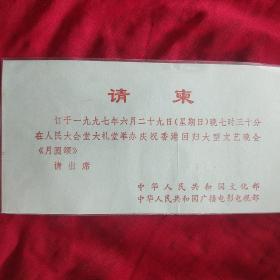 请柬
订于一九九七年六月二十九日(星期日)晚七时三十分
在人民大会堂大礼堂举办庆祝香港回归大型文艺晚会
《月圆颂》
请出席
中华人民共和国文化部
中华人民共和国广播电影电视部